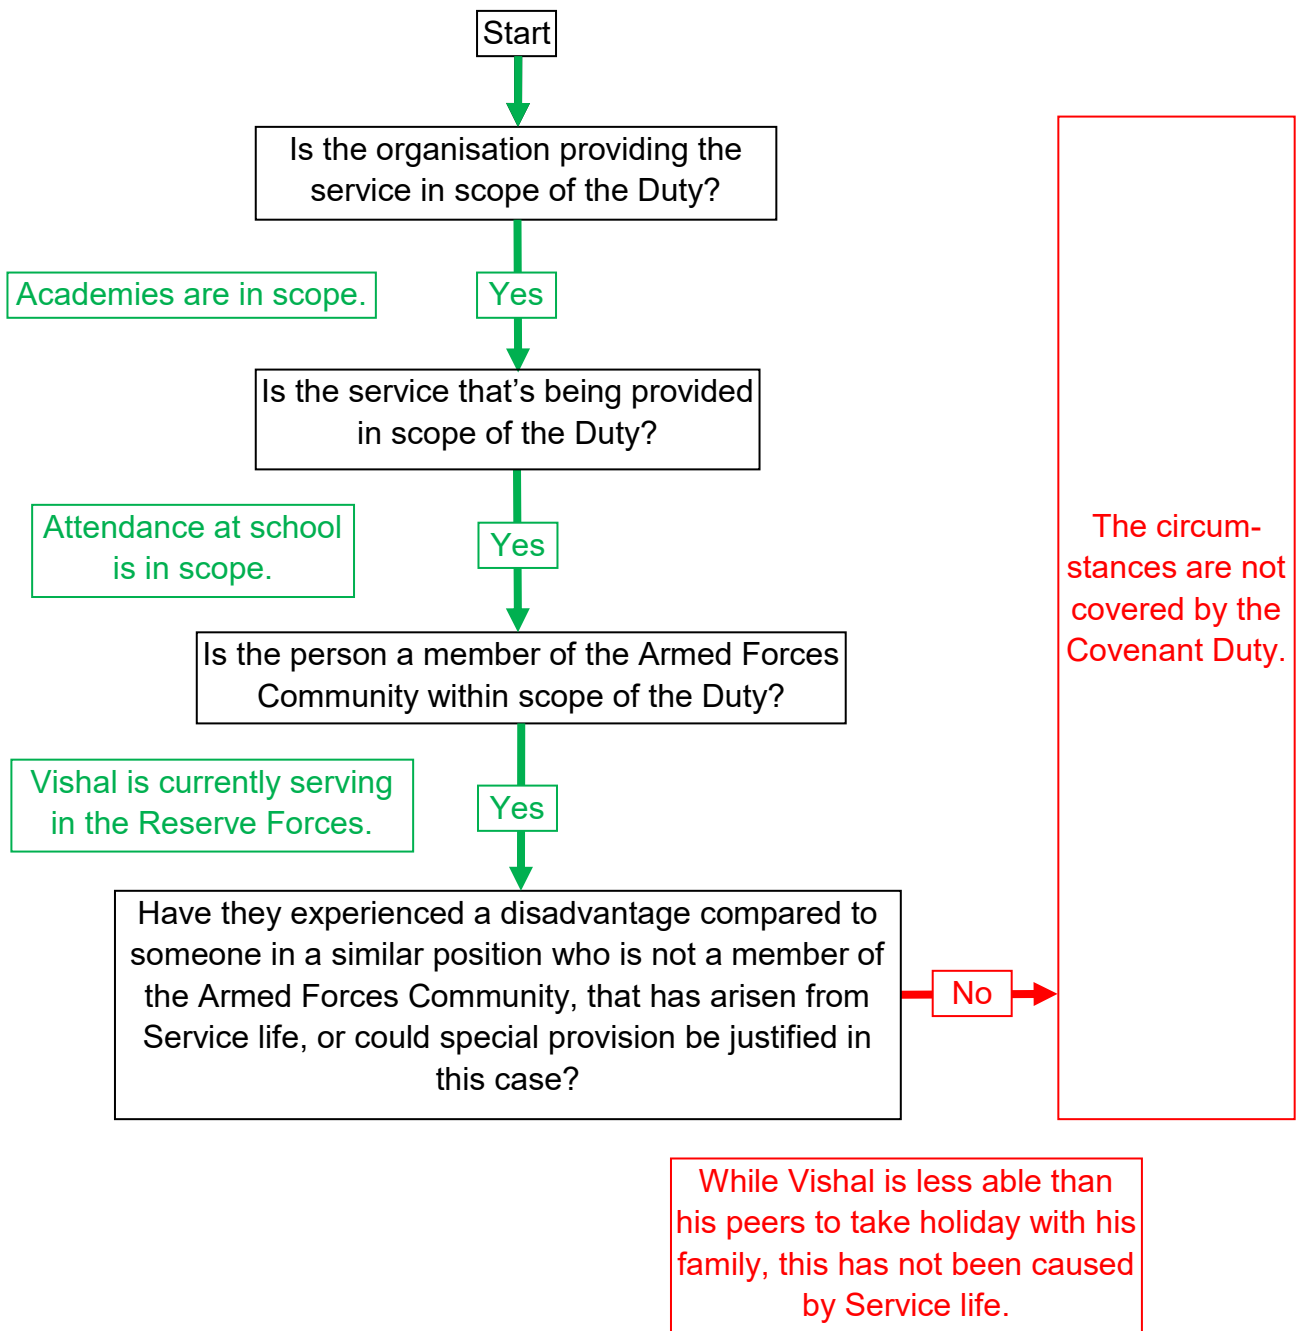 Start
Is the organisation providing the
service in scope of the Duty?
Academies are in scope.
Yes
Is the service that's being provided
in scope of the Duty?
Attendance at school
is in scope.
Yes
Is the person a member of the Armed Forces
Community within scope of the Duty?
Vishal is currently serving
in the Reserve Forces.
Yes
Have they experienced a disadvantage compared to
someone in a similar position who is not a member of
the Armed Forces Community, that has arisen from
Service life, or could special provision be justified in
this case?
No
The circum-
stances are not
covered by the
Covenant Duty.
While Vishal is less able than
his peers to take holiday with his
family, this has not been caused
by Service life.